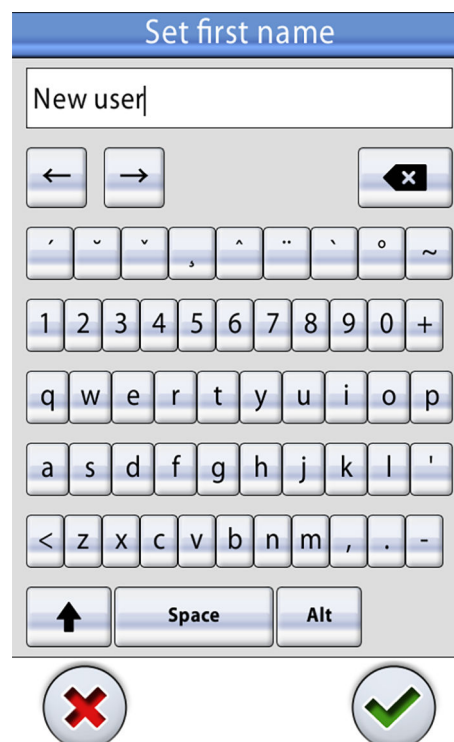 Set first name
New user
← →
´ ˘ ˇ ¸ ˆ ¨ ` ° ~
1 2 3 4 5 6 7 8 9 0 +
q w e r t y u i o p
a s d f g h j k l '
< z x c v b n m , . -
Space Alt